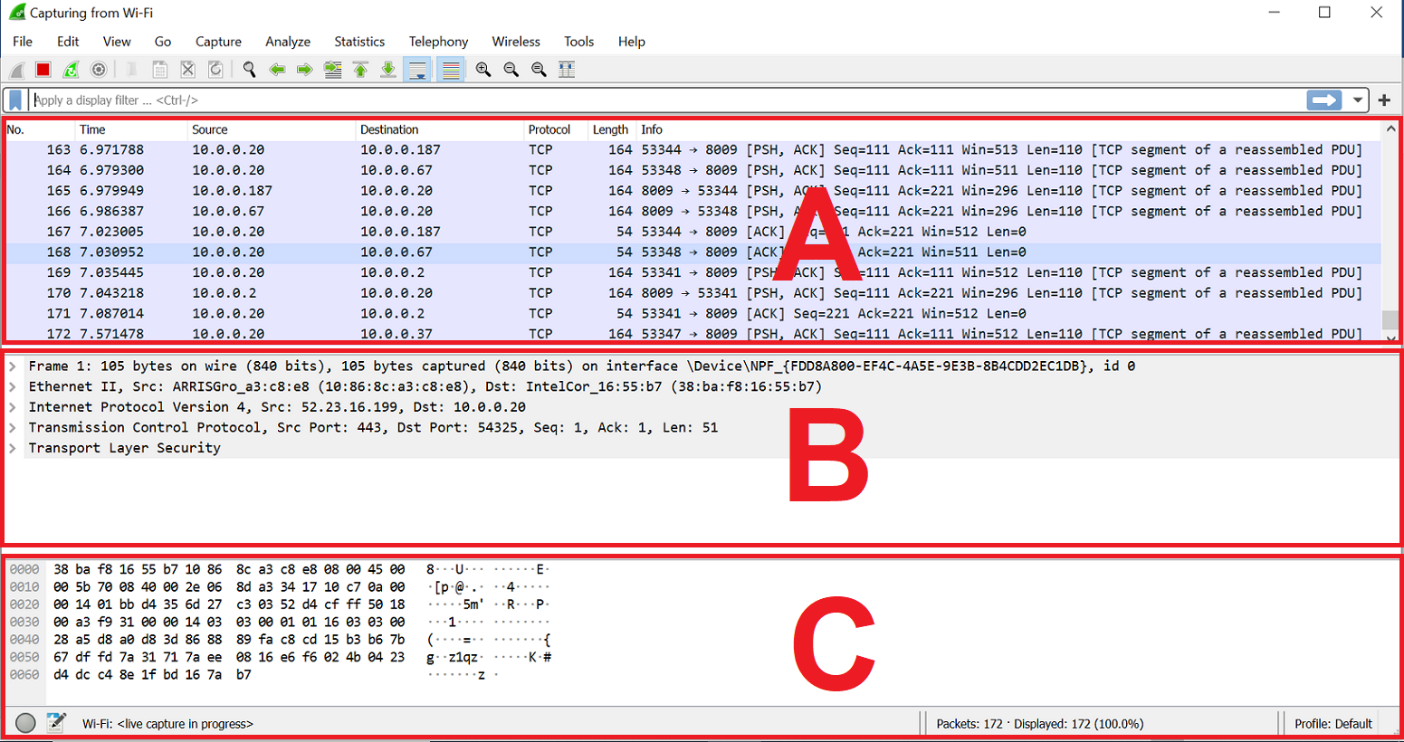 Capturing from Wi-Fi
File Edit View Go Capture Analyze Statistics Telephony Wireless Tools Help
Apply a display filter ... <Ctrl-/>
No. Time Source Destination Protocol Length Info
163 6.971788 10.0.0.20 10.0.0.187 TCP 164 53344 → 8009 [PSH, ACK] Seq=111 Ack=111 Win=513 Len=110 [TCP segment of a reassembled PDU]
164 6.979300 10.0.0.20 10.0.0.67 TCP 164 53348 → 8009 [PSH, ACK] Seq=111 Ack=111 Win=511 Len=110 [TCP segment of a reassembled PDU]
165 6.979949 10.0.0.187 10.0.0.20 TCP 164 8009 → 53344 [PSH, ACK] Seq=111 Ack=221 Win=296 Len=110 [TCP segment of a reassembled PDU]
166 6.986387 10.0.0.67 10.0.0.20 TCP 164 8009 → 53348 [PSH, ACK] Seq=111 Ack=221 Win=296 Len=110 [TCP segment of a reassembled PDU]
167 7.023005 10.0.0.20 10.0.0.187 TCP 54 53344 → 8009 [ACK] Ack=221 Win=512 Len=0
168 7.030952 10.0.0.20 10.0.0.67 TCP 54 53348 → 8009 [ACK] Ack=221 Win=511 Len=0
169 7.035445 10.0.0.20 10.0.0.2 TCP 164 53341 → 8009 [PSH, ACK] Seq=111 Ack=111 Win=512 Len=110 [TCP segment of a reassembled PDU]
170 7.043218 10.0.0.2 10.0.0.20 TCP 164 8009 → 53341 [PSH, ACK] Seq=111 Ack=221 Win=296 Len=110 [TCP segment of a reassembled PDU]
171 7.087014 10.0.0.20 10.0.0.2 TCP 54 53341 → 8009 [ACK] Seq=221 Ack=221 Win=512 Len=0
172 7.571478 10.0.0.20 10.0.0.37 TCP 164 53347 → 8009 [PSH, ACK] Seq=111 Ack=111 Win=512 Len=110 [TCP segment of a reassembled PDU]
A
Frame 1: 105 bytes on wire (840 bits), 105 bytes captured (840 bits) on interface \Device\NPF_{FDD8A800-EF4C-4A5E-9E3B-8B4CDD2EC1DB}, id 0
Ethernet II, Src: ARRISGro_a3:c8:e8 (10:86:8c:a3:c8:e8), Dst: IntelCor_16:55:b7 (38:ba:f8:16:55:b7)
Internet Protocol Version 4, Src: 52.23.16.199, Dst: 10.0.0.20
Transmission Control Protocol, Src Port: 443, Dst Port: 54325, Seq: 1, Ack: 1, Len: 51
Transport Layer Security
B
0000 38 ba f8 16 55 b7 10 86 8c a3 c8 e8 08 00 45 00 8···U··· ······E·
0010 00 5b 70 08 40 00 2e 06 8d a3 34 17 10 c7 0a 00 ·[p·@·.· ··4·····
0020 00 14 01 bb d4 35 6d 27 c3 03 52 d4 cf ff 50 18 ·····5m' ··R···P·
0030 00 a3 f9 31 00 00 14 03 03 00 01 01 16 03 03 00 ···1···· ········
0040 28 a5 d8 a0 d8 3d 86 88 89 fa c8 cd 15 b3 b6 7b (····=·· ·······{
0050 67 df fd 7a 31 71 7a ee 08 16 e6 f6 02 4b 04 23 g··z1qz· ·····K·#
0060 d4 dc c4 8e 1f bd 16 7a b7 ·······z ·
C
Wi-Fi: <live capture in progress> Packets: 172 · Displayed: 172 (100.0%) Profile: Default